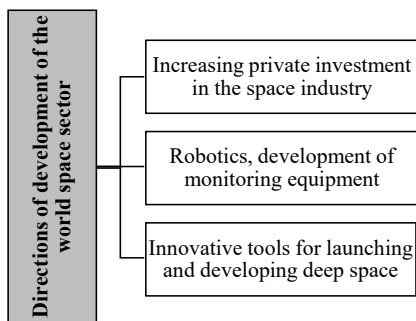 Directions of development of the
world space sector
Increasing private investment
in the space industry
Robotics, development of
monitoring equipment
Innovative tools for launching
and developing deep space